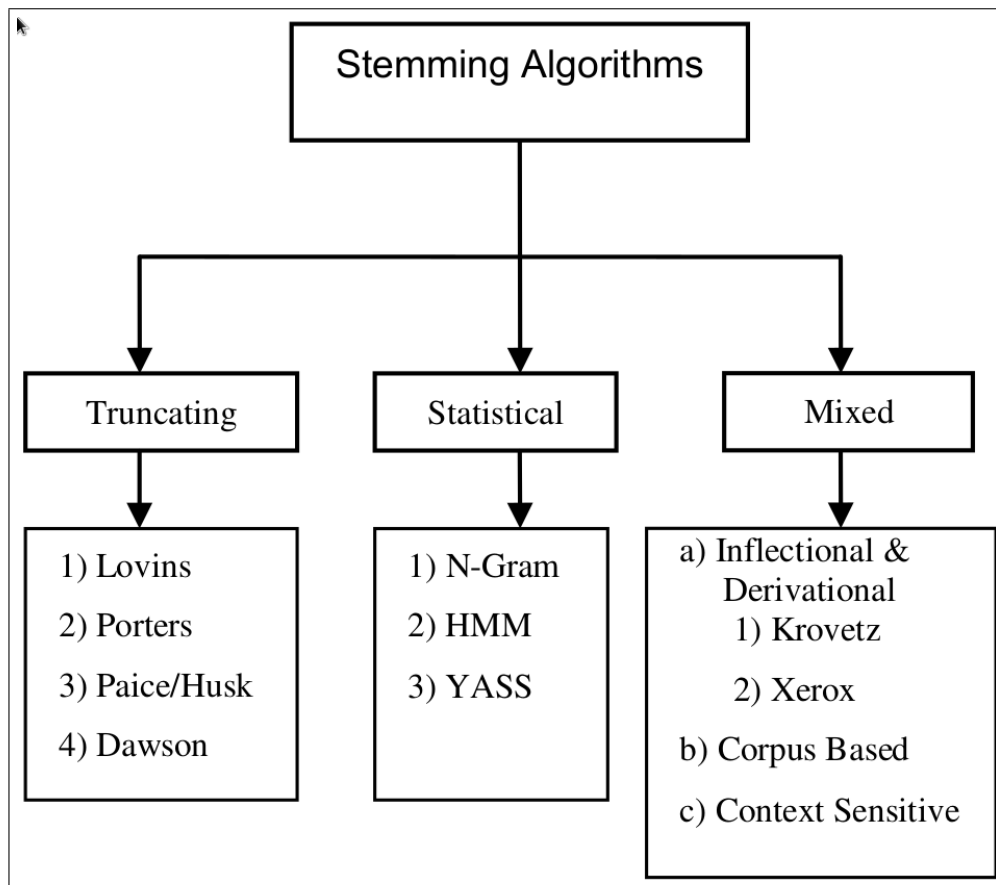 Stemming Algorithms
Truncating
Statistical
Mixed
1) Lovins
2) Porters
3) Paice/Husk
4) Dawson
1) N-Gram
2) HMM
3) YASS
a) Inflectional &
Derivational
1) Krovetz
2) Xerox
b) Corpus Based
c) Context Sensitive